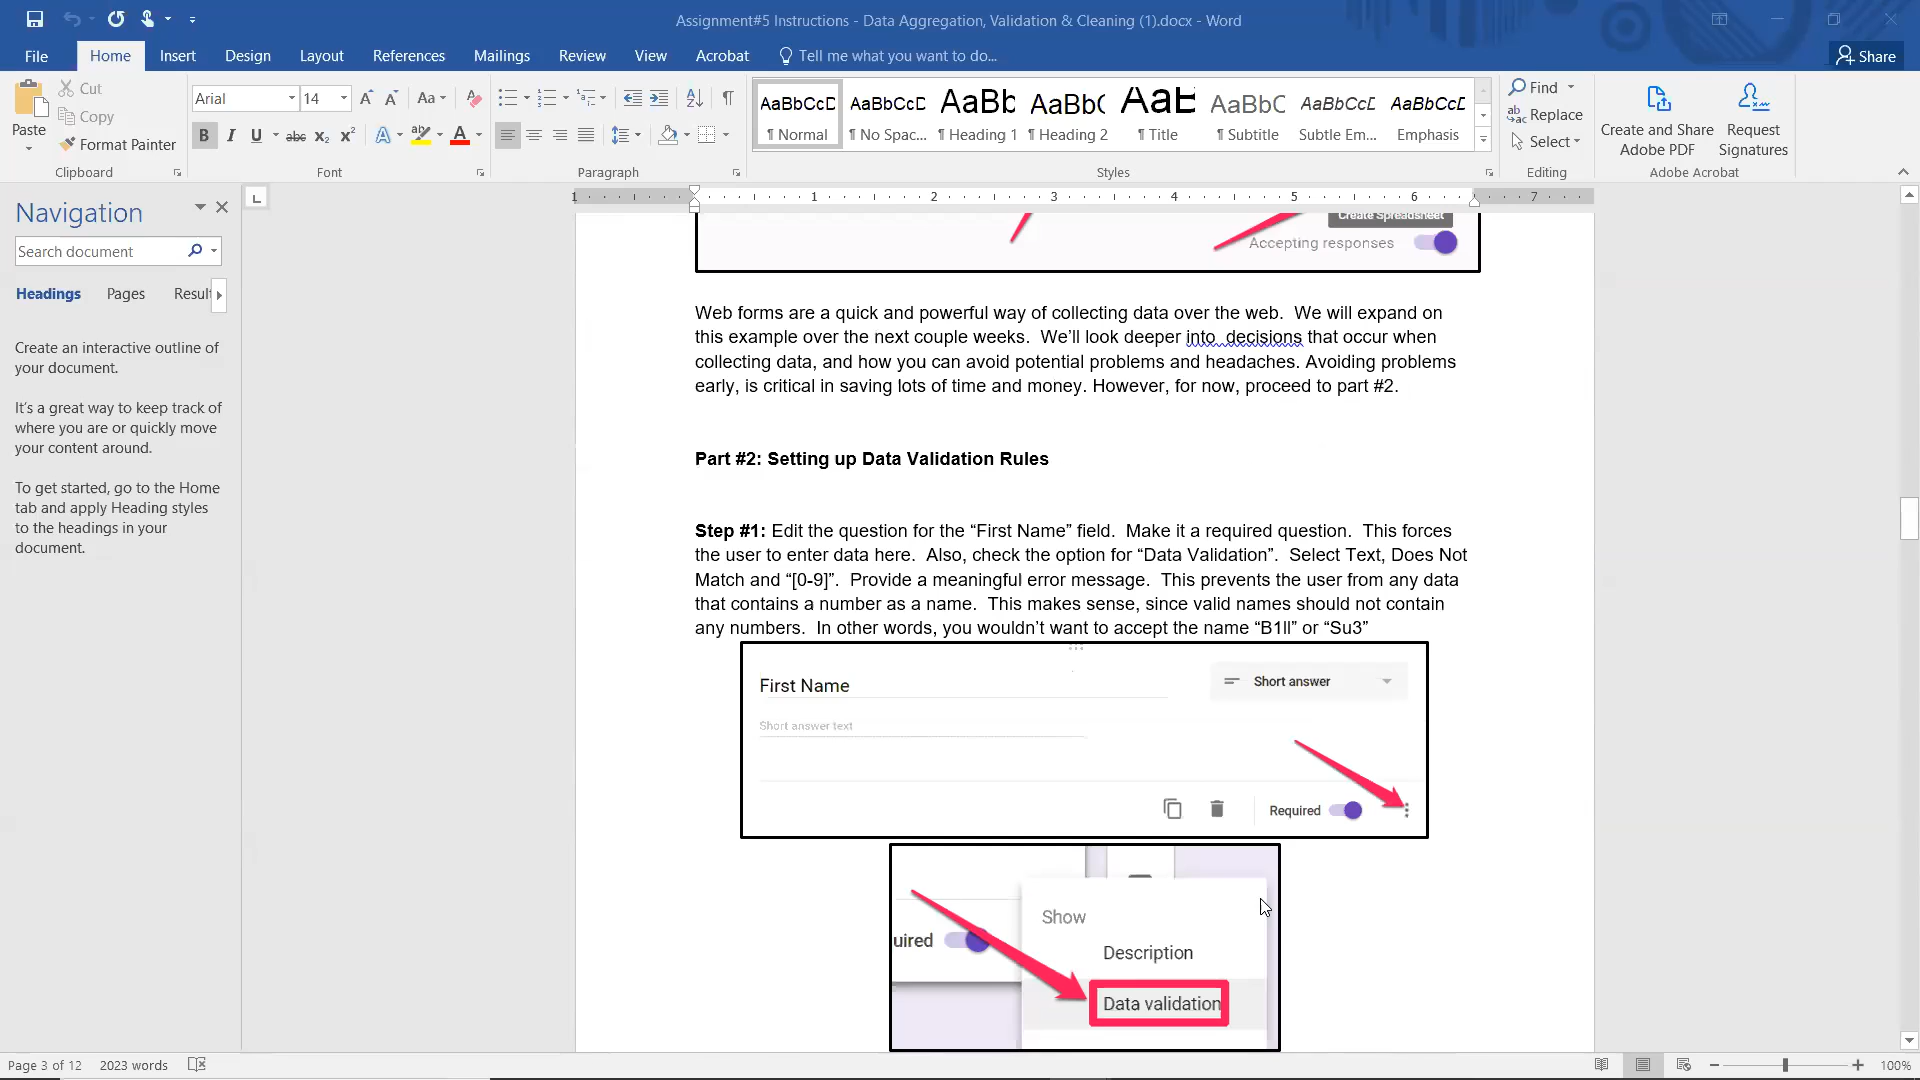 Assignment#5 Instructions - Data Aggregation, Validation & Cleaning (1).docx - Word
File Home Insert Design Layout References Mailings Review View Acrobat Tell me what you want to do... Share
Paste
Cut
Copy
Format Painter
Clipboard
Arial 14
Aa
B I U abc x₂ x² A A
Font
Paragraph
AaBbCcD AaBbCcD AaBb AaBb( AaB AaBbC AaBbCcD AaBbCcD
¶ Normal ¶ No Spac... ¶ Heading 1 ¶ Heading 2 ¶ Title ¶ Subtitle Subtle Em... Emphasis
Styles
Find
Replace
Select
Editing
Create and Share
Adobe PDF
Request
Signatures
Adobe Acrobat
1 1 2 3 4 5 6 7
Navigation
Search document
Headings Pages Result
Create an interactive outline of
your document.
It's a great way to keep track of
where you are or quickly move
your content around.
To get started, go to the Home
tab and apply Heading styles
to the headings in your
document.
Create Spreadsheet
Accepting responses
Web forms are a quick and powerful way of collecting data over the web.  We will expand on
this example over the next couple weeks.  We'll look deeper into  decisions that occur when
collecting data, and how you can avoid potential problems and headaches. Avoiding problems
early, is critical in saving lots of time and money. However, for now, proceed to part #2.
Part #2: Setting up Data Validation Rules
Step #1: Edit the question for the “First Name” field.  Make it a required question.  This forces
the user to enter data here.  Also, check the option for “Data Validation”.  Select Text, Does Not
Match and “[0-9]”.  Provide a meaningful error message.  This prevents the user from any data
that contains a number as a name.  This makes sense, since valid names should not contain
any numbers.  In other words, you wouldn’t want to accept the name “B1ll” or “Su3”
First Name
Short answer
Short answer text
Required
Show
uired
Description
Data validation
Page 3 of 12 2023 words
100%